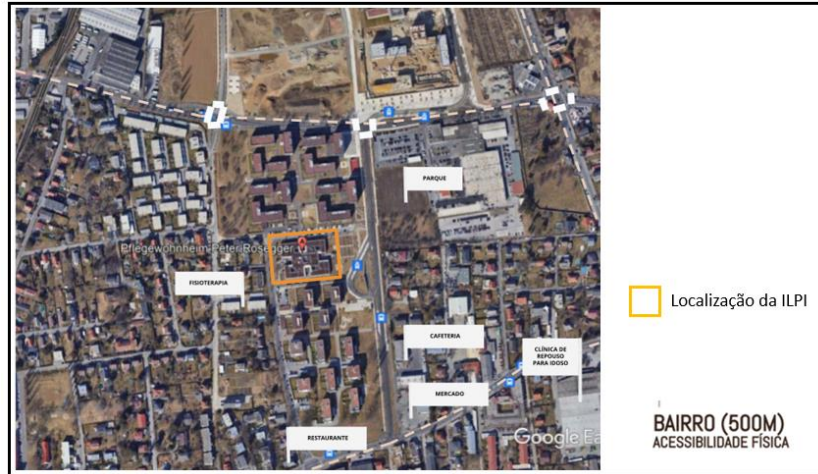 PARQUE
Pflegewohnheim Peter Rosegger
FISIOTERAPIA
Localização da ILPI
CAFETERIA
CLÍNICA DE
REPOUSO
PARA IDOSO
MERCADO
RESTAURANTE
Google Ea
BAIRRO (500M)
ACESSIBILIDADE FÍSICA